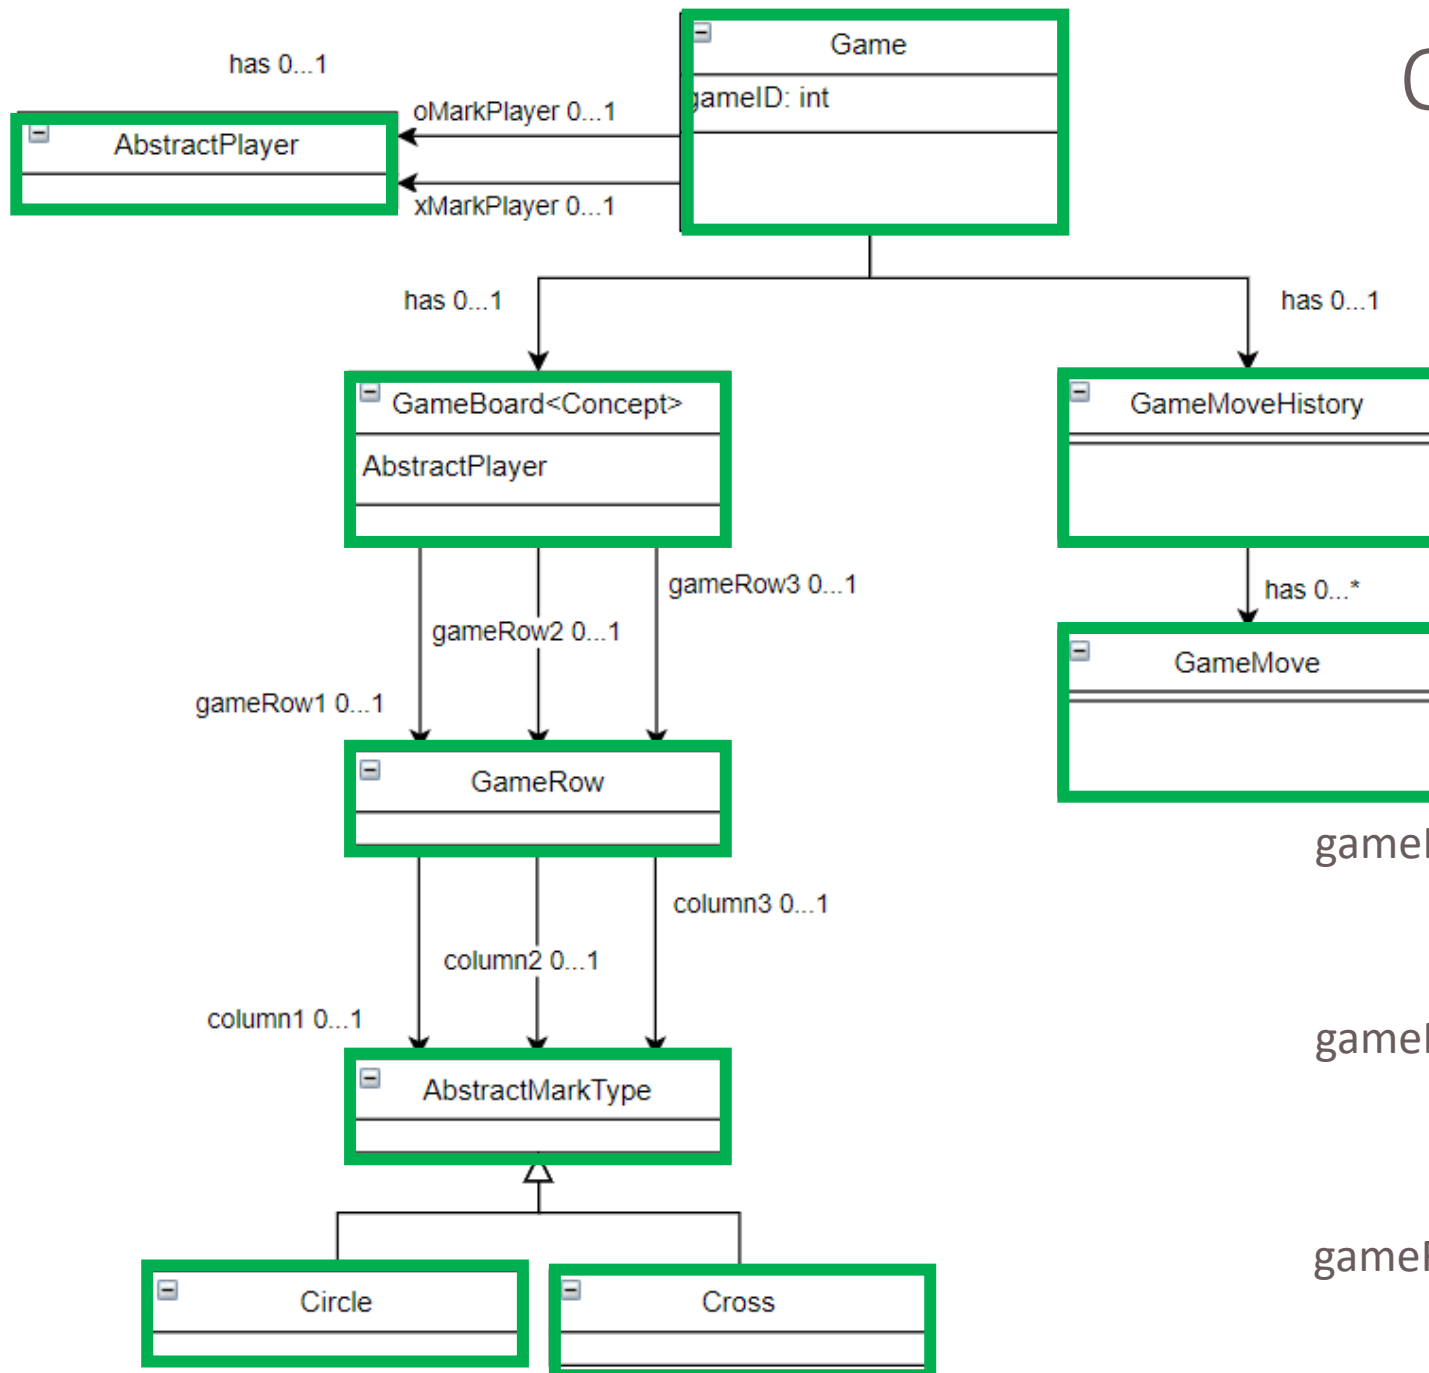 Game
has 0...1
gameID: int
oMarkPlayer 0...1
AbstractPlayer
xMarkPlayer 0...1
has 0...1
has 0...1
GameBoard<Concept>
GameMoveHistory
AbstractPlayer
gameRow3 0...1
has 0...*
gameRow2 0...1
GameMove
gameRow1 0...1
GameRow
column3 0...1
column2 0...1
column1 0...1
AbstractMarkType
Circle
Cross